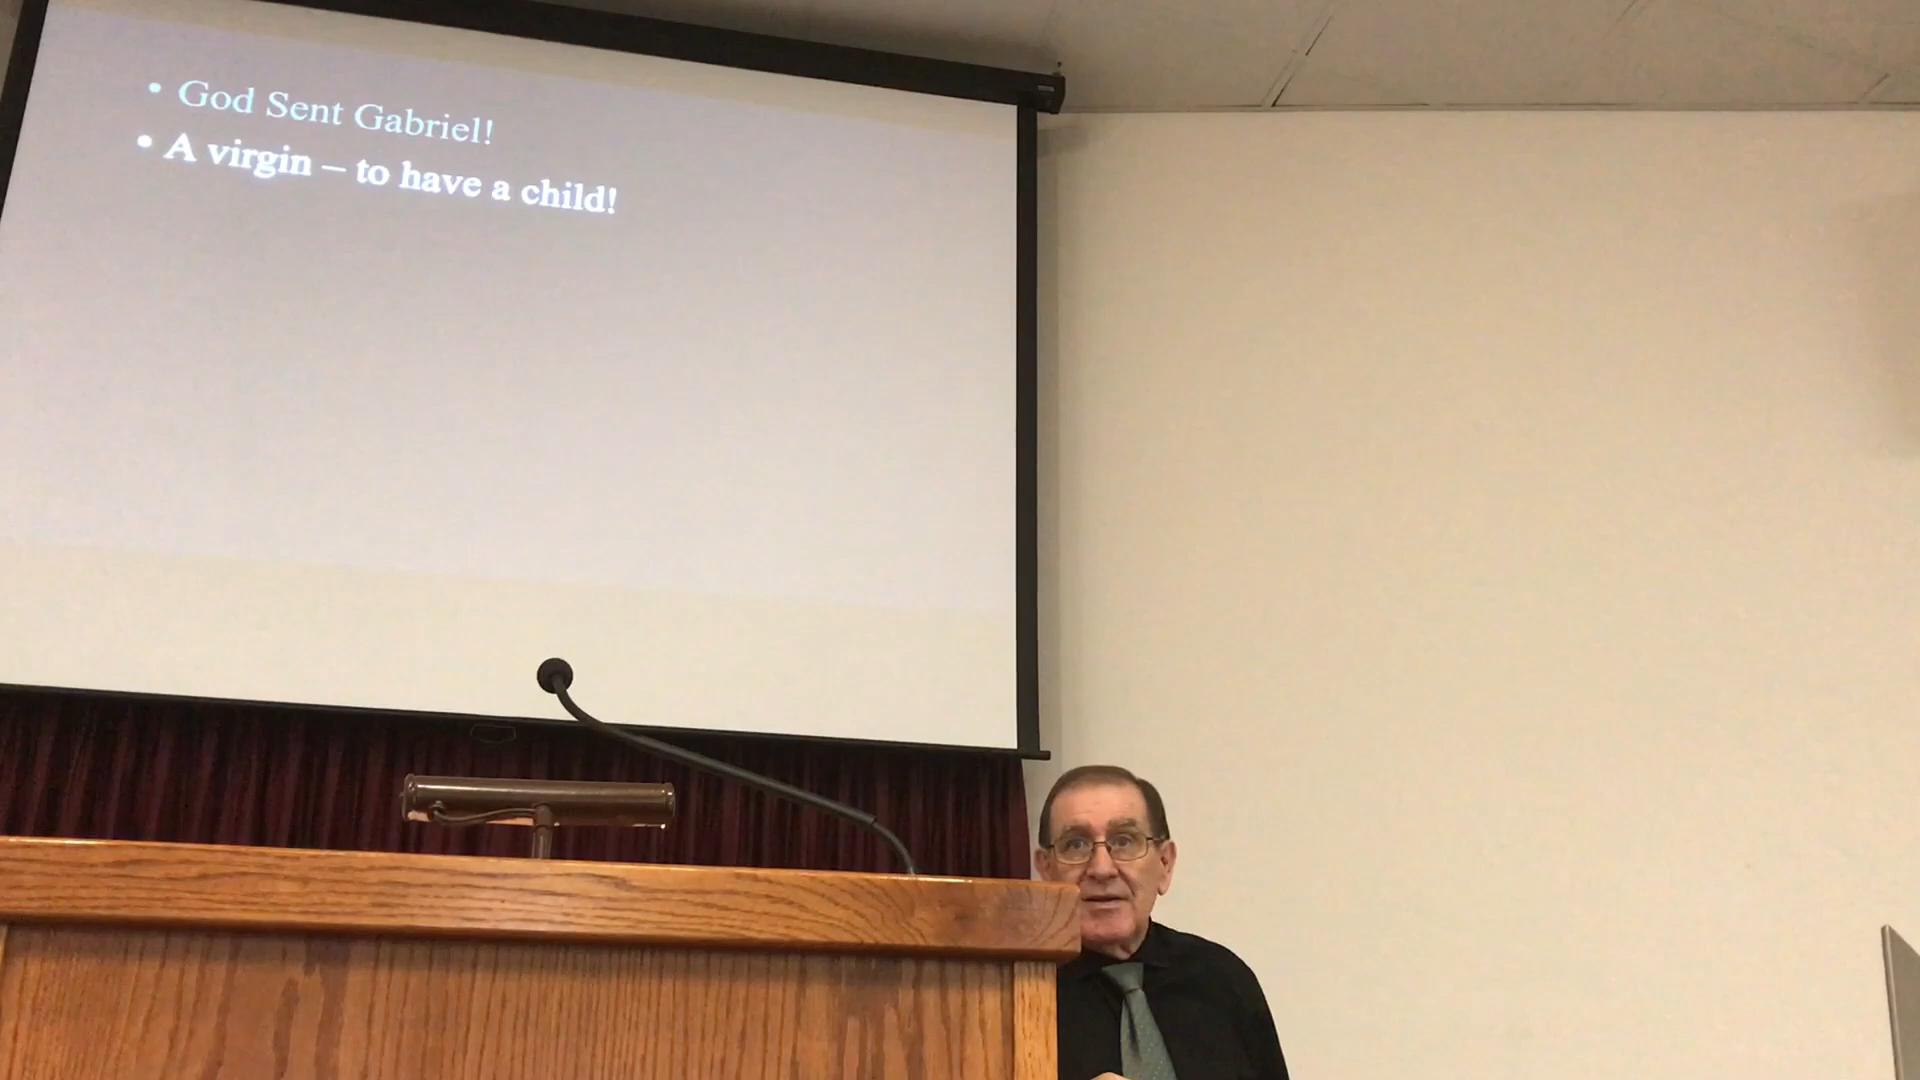 • God Sent Gabriel!
• A virgin – to have a child!